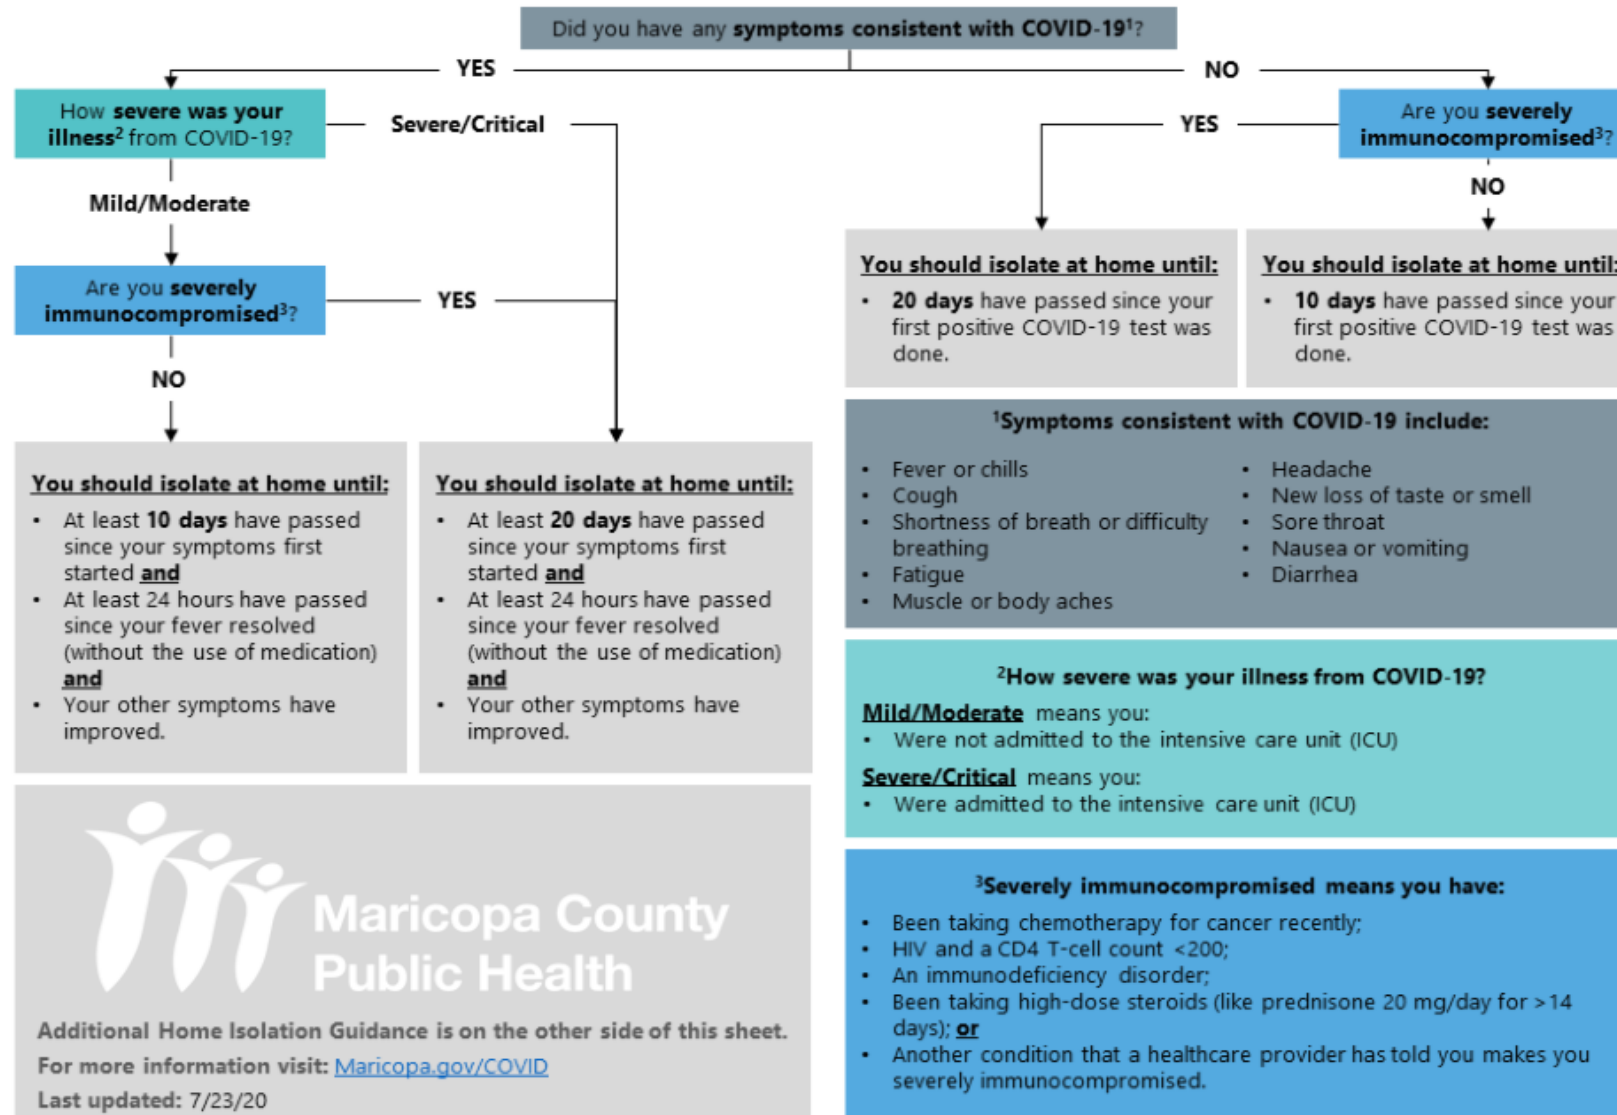 Did you have any symptoms consistent with COVID-19¹?
YES
NO
How severe was your
illness² from COVID-19?
Severe/Critical
Mild/Moderate
Are you severely
immunocompromised³?
YES
NO
Are you severely
immunocompromised³?
YES
NO
You should isolate at home until:
• At least 10 days have passed
since your symptoms first
started and
• At least 24 hours have passed
since your fever resolved
(without the use of medication)
and
• Your other symptoms have
improved.
You should isolate at home until:
• At least 20 days have passed
since your symptoms first
started and
• At least 24 hours have passed
since your fever resolved
(without the use of medication)
and
• Your other symptoms have
improved.
You should isolate at home until:
• 20 days have passed since your
first positive COVID-19 test was
done.
You should isolate at home until:
• 10 days have passed since your
first positive COVID-19 test was
done.
¹Symptoms consistent with COVID-19 include:
• Fever or chills
• Cough
• Shortness of breath or difficulty
breathing
• Fatigue
• Muscle or body aches
• Headache
• New loss of taste or smell
• Sore throat
• Nausea or vomiting
• Diarrhea
²How severe was your illness from COVID-19?
Mild/Moderate means you:
• Were not admitted to the intensive care unit (ICU)
Severe/Critical means you:
• Were admitted to the intensive care unit (ICU)
³Severely immunocompromised means you have:
• Been taking chemotherapy for cancer recently;
• HIV and a CD4 T-cell count <200;
• An immunodeficiency disorder;
• Been taking high-dose steroids (like prednisone 20 mg/day for >14
days); or
• Another condition that a healthcare provider has told you makes you
severely immunocompromised.
Maricopa County
Public Health
Additional Home Isolation Guidance is on the other side of this sheet.
For more information visit: Maricopa.gov/COVID
Last updated: 7/23/20